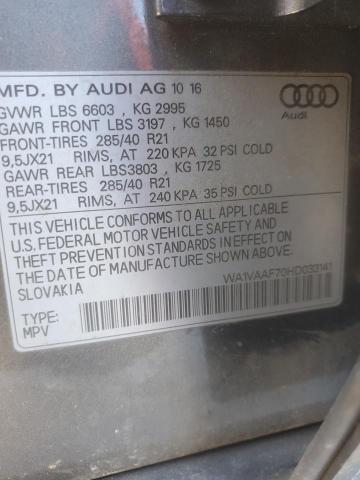 MFD. BY AUDI AG 10 16
GVWR LBS 6603 , KG 2995
GAWR FRONT LBS 3197 , KG 1450
FRONT-TIRES 285/40 R21
9,5JX21 RIMS, AT 220 KPA 32 PSI COLD
GAWR REAR LBS3803 , KG 1725
REAR-TIRES 285/40 R21
9,5JX21 RIMS, AT 240 KPA 35 PSI COLD
Audi
THIS VEHICLE CONFORMS TO ALL APPLICABLE
U.S. FEDERAL MOTOR VEHICLE SAFETY AND
THEFT PREVENTION STANDARDS IN EFFECT ON
DATE OF MANUFACTURE SHOWN ABOVE.
SLOVAKIA
WA1VAAF70HD033141
TYPE:
MPV